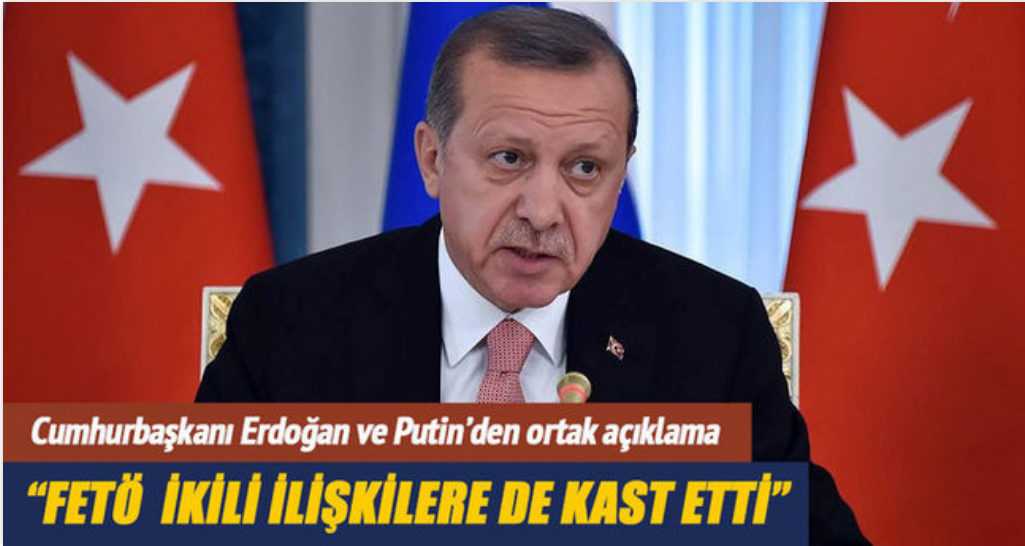 Cumhurbaşkanı Erdoğan ve Putin’den ortak açıklama
“FETÖ İKİLİ İLİŞKİLERE DE KAST ETTİ”